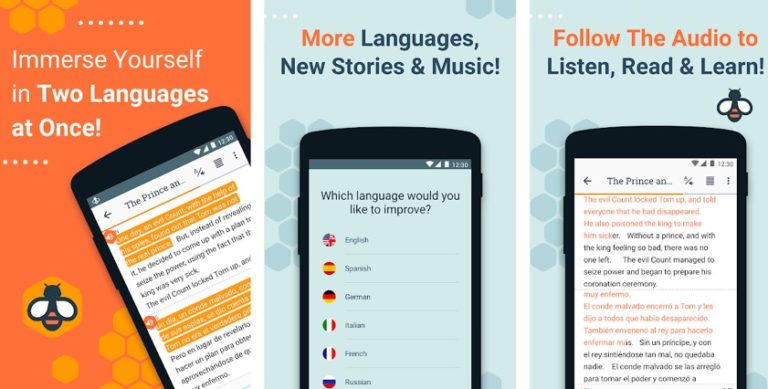 Immerse Yourself
in Two Languages
at Once!
12:30
The Prince an...
One day, an evil Count, with the help of
his spies, found out that Tom was not
the real prince. But, instead of revealing
it, he decided to come up with a plan to
seize the power, using the fact that the
king was very sick.
The evil Count locked Tom up, and
Un día, un conde malvado, con
de sus espías, se dio cuenta
Tom no era el verdadero
Pero en lugar de revelarlo,
hacer un plan para
aprovechándose de
enfermo.
More Languages,
New Stories & Music!
12:30
Which language would you
like to improve?
English
Spanish
German
Italian
French
Russian
Follow The Audio to
Listen, Read & Learn!
12:30
The Prince an...
The evil Count locked Tom up, and told
everyone that he had disappeared.
He also poisoned the king to make
him sicker. Without a prince, and with
the king feeling so bad, there was no
one left. The evil Count managed to
seize power and began to prepare his
coronation ceremony.
muy enfermo.
El conde malvado encerró a Tom y les
dijo a todos que había desaparecido.
También envenenó al rey para hacerlo
enfermar más. Sin un príncipe, y con
el rey sintiéndose tan mal, no quedaba
nadie. El conde malvado se las arregló
para tomar el poder y comenzó a